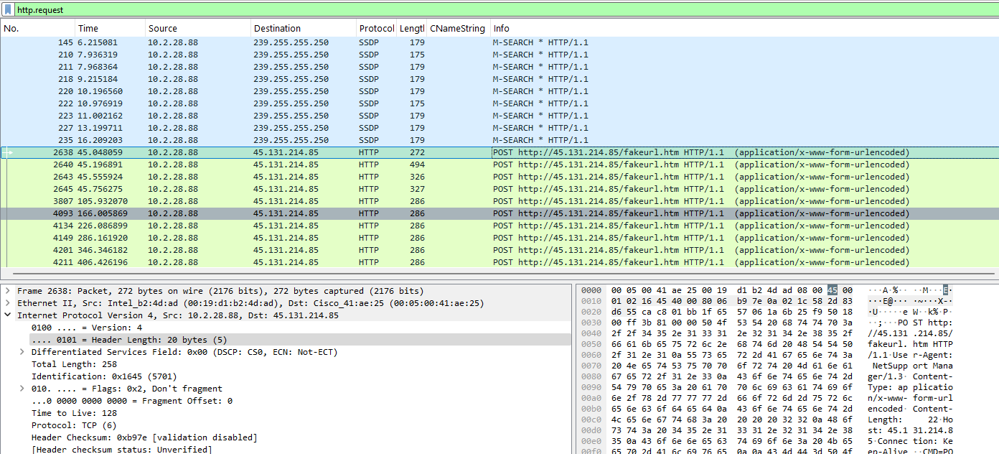 http.request
No. Time Source Destination Protocol Lengtl CNameString Info
145 6.215081 10.2.28.88 239.255.255.250 SSDP 179 M-SEARCH * HTTP/1.1
210 7.936319 10.2.28.88 239.255.255.250 SSDP 175 M-SEARCH * HTTP/1.1
211 7.968364 10.2.28.88 239.255.255.250 SSDP 179 M-SEARCH * HTTP/1.1
218 9.215184 10.2.28.88 239.255.255.250 SSDP 179 M-SEARCH * HTTP/1.1
220 10.196560 10.2.28.88 239.255.255.250 SSDP 179 M-SEARCH * HTTP/1.1
222 10.976919 10.2.28.88 239.255.255.250 SSDP 175 M-SEARCH * HTTP/1.1
223 11.002162 10.2.28.88 239.255.255.250 SSDP 179 M-SEARCH * HTTP/1.1
227 13.199711 10.2.28.88 239.255.255.250 SSDP 179 M-SEARCH * HTTP/1.1
235 16.209203 10.2.28.88 239.255.255.250 SSDP 179 M-SEARCH * HTTP/1.1
2638 45.048059 10.2.28.88 45.131.214.85 HTTP 272 POST http://45.131.214.85/fakeurl.htm HTTP/1.1 (application/x-www-form-urlencoded)
2640 45.196891 10.2.28.88 45.131.214.85 HTTP 494 POST http://45.131.214.85/fakeurl.htm HTTP/1.1 (application/x-www-form-urlencoded)
2643 45.555924 10.2.28.88 45.131.214.85 HTTP 326 POST http://45.131.214.85/fakeurl.htm HTTP/1.1 (application/x-www-form-urlencoded)
2645 45.756275 10.2.28.88 45.131.214.85 HTTP 327 POST http://45.131.214.85/fakeurl.htm HTTP/1.1 (application/x-www-form-urlencoded)
3807 105.932070 10.2.28.88 45.131.214.85 HTTP 286 POST http://45.131.214.85/fakeurl.htm HTTP/1.1 (application/x-www-form-urlencoded)
4093 166.005869 10.2.28.88 45.131.214.85 HTTP 286 POST http://45.131.214.85/fakeurl.htm HTTP/1.1 (application/x-www-form-urlencoded)
4134 226.086899 10.2.28.88 45.131.214.85 HTTP 286 POST http://45.131.214.85/fakeurl.htm HTTP/1.1 (application/x-www-form-urlencoded)
4149 286.161920 10.2.28.88 45.131.214.85 HTTP 286 POST http://45.131.214.85/fakeurl.htm HTTP/1.1 (application/x-www-form-urlencoded)
4201 346.346182 10.2.28.88 45.131.214.85 HTTP 286 POST http://45.131.214.85/fakeurl.htm HTTP/1.1 (application/x-www-form-urlencoded)
4211 406.426196 10.2.28.88 45.131.214.85 HTTP 286 POST http://45.131.214.85/fakeurl.htm HTTP/1.1 (application/x-www-form-urlencoded)
Frame 2638: Packet, 272 bytes on wire (2176 bits), 272 bytes captured (2176 bits)
Ethernet II, Src: Intel_b2:4d:ad (00:19:d1:b2:4d:ad), Dst: Cisco_41:ae:25 (00:05:00:41:ae:25)
Internet Protocol Version 4, Src: 10.2.28.88, Dst: 45.131.214.85
0100 .... = Version: 4
.... 0101 = Header Length: 20 bytes (5)
Differentiated Services Field: 0x00 (DSCP: CS0, ECN: Not-ECT)
Total Length: 258
Identification: 0x1645 (5701)
010. .... = Flags: 0x2, Don't fragment
...0 0000 0000 0000 = Fragment Offset: 0
Time to Live: 128
Protocol: TCP (6)
Header Checksum: 0xb97e [validation disabled]
[Header checksum status: Unverified]
0000 00 05 00 41 ae 25 00 19 d1 b2 4d ad 08 00 45 00 ···A·%·· ··M···E·
0010 01 02 16 45 40 00 80 06 b9 7e 0a 02 1c 58 2d 83 ···E@··· ·~···X-·
0020 d6 55 ca c8 01 bb 1f 65 57 06 1a 6b 25 f9 50 18 ·U·····e W··k%·P·
0030 00 ff 3b 81 00 00 50 4f 53 54 20 68 74 74 70 3a ··;···PO ST http:
0040 2f 2f 34 35 2e 31 33 31 2e 32 31 34 2e 38 35 2f //45.131 .214.85/
0050 66 61 6b 65 75 72 6c 2e 68 74 6d 20 48 54 54 50 fakeurl. htm HTTP
0060 2f 31 2e 31 0a 55 73 65 72 2d 41 67 65 6e 74 3a /1.1·Use r-Agent:
0070 20 4e 65 74 53 75 70 70 6f 72 74 20 4d 61 6e 61 NetSupp ort Mana
0080 67 65 72 2f 31 2e 33 0a 43 6f 6e 74 65 6e 74 2d ger/1.3· Content-
0090 54 79 70 65 3a 20 61 70 70 6c 69 63 61 74 69 6f Type: ap plicatio
00a0 6e 2f 78 2d 77 77 77 2d 66 6f 72 6d 2d 75 72 6c n/x-www- form-url
00b0 65 6e 63 6f 64 65 64 0a 43 6f 6e 74 65 6e 74 2d encoded· Content-
00c0 4c 65 6e 67 74 68 3a 20 20 20 20 32 32 0a 48 6f Length:    22·Ho
00d0 73 74 3a 20 34 35 2e 31 33 31 2e 32 31 34 2e 38 st: 45.1 31.214.8
00e0 35 0a 43 6f 6e 6e 65 63 74 69 6f 6e 3a 20 4b 65 5·Connec tion: Ke
00f0 65 70 2d 41 6c 69 76 65 0a 0a 43 4d 44 3d 50 4f ep-Alive ··CMD=PO